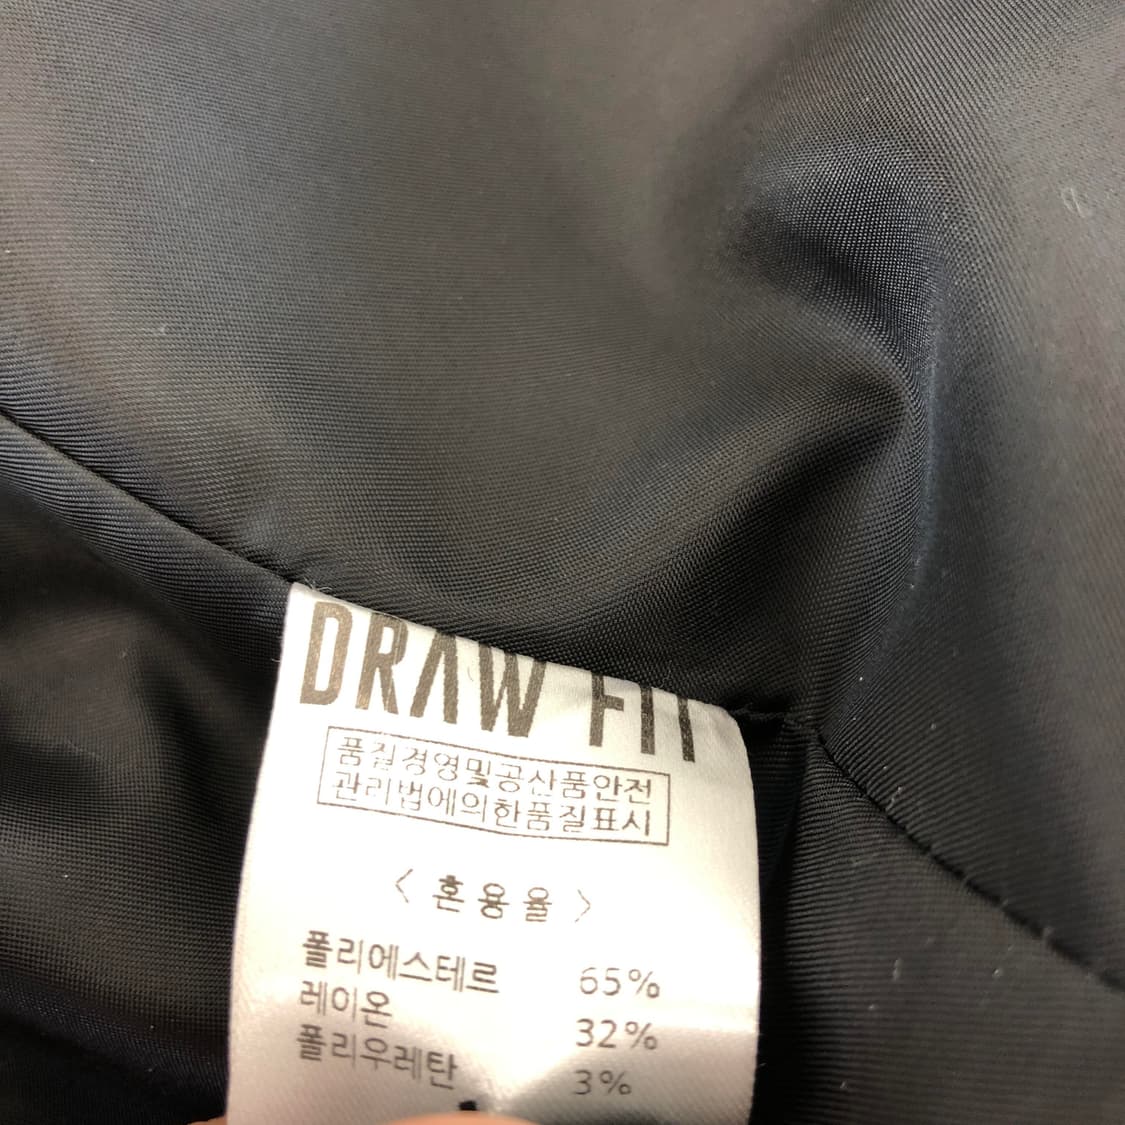 DRAW FIT
품질경영및공산품안전
관리법에의한품질표시
< 혼용율 >
폴리에스테르 65%
레이온 32%
폴리우레탄 3%